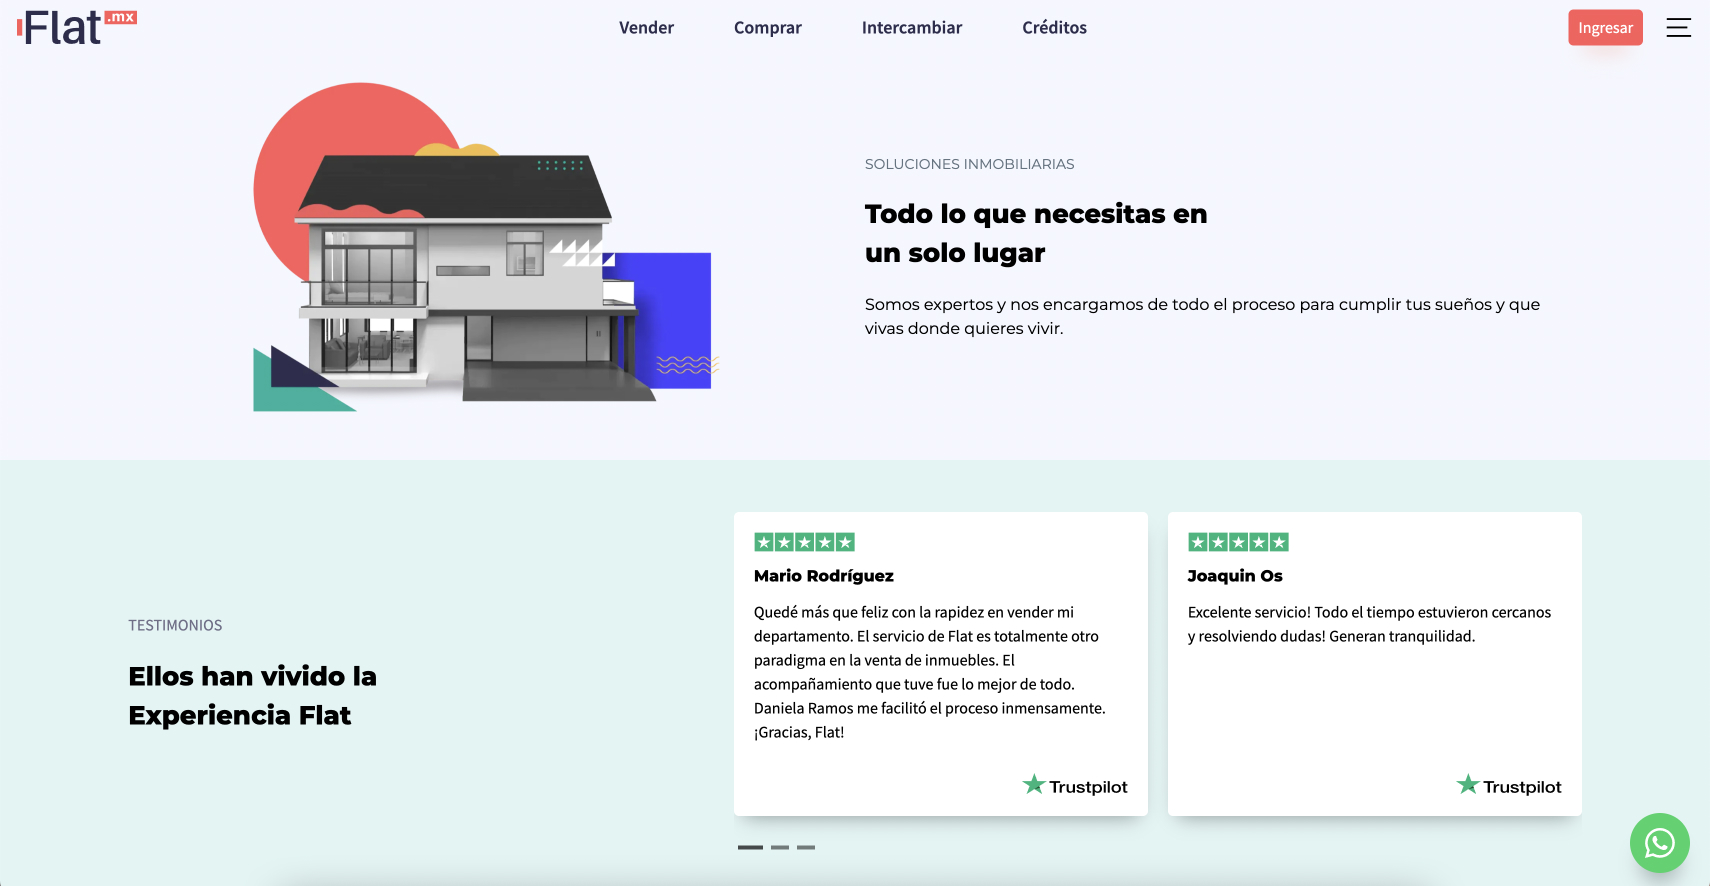 Flat .mx
Vender
Comprar
Intercambiar
Créditos
Ingresar
SOLUCIONES INMOBILIARIAS
Todo lo que necesitas en
un solo lugar
Somos expertos y nos encargamos de todo el proceso para cumplir tus sueños y que
vivas donde quieres vivir.
TESTIMONIOS
Ellos han vivido la
Experiencia Flat
Mario Rodríguez
Quedé más que feliz con la rapidez en vender mi
departamento. El servicio de Flat es totalmente otro
paradigma en la venta de inmuebles. El
acompañamiento que tuve fue lo mejor de todo.
Daniela Ramos me facilitó el proceso inmensamente.
¡Gracias, Flat!
Trustpilot
Joaquin Os
Excelente servicio! Todo el tiempo estuvieron cercanos
y resolviendo dudas! Generan tranquilidad.
Trustpilot